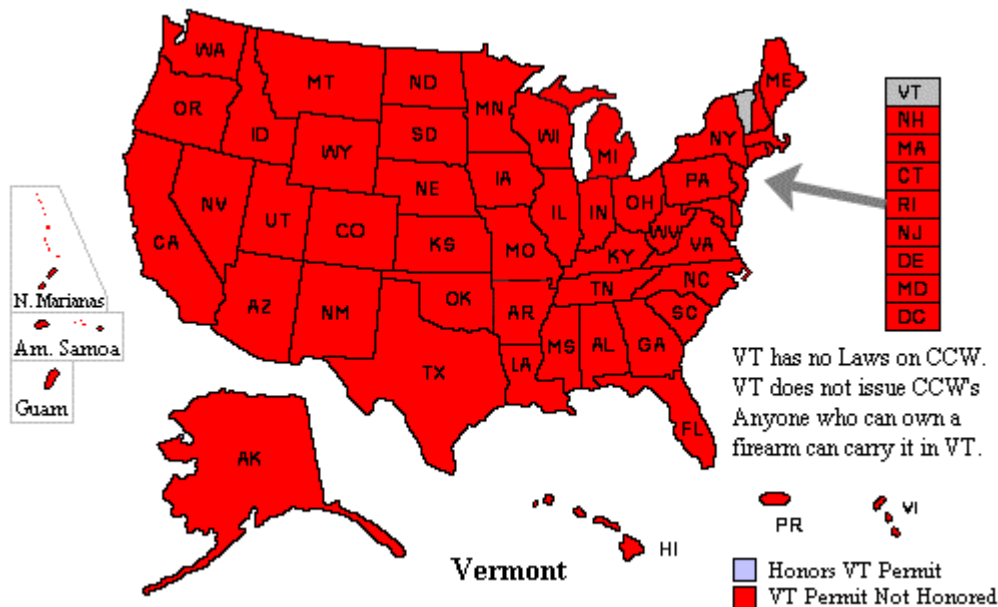 WA
MT
ND
MN
ME
OR
ID
SD
WI
NY
WY
MI
NE
IA
PA
NV
UT
IL
IN
OH
CO
WV
CA
KS
MO
KY
VA
AZ
NM
OK
TN
NC
AR
SC
TX
MS
AL
GA
LA
FL
VT
NH
MA
CT
RI
NJ
DE
MD
DC
N. Marianas
Am. Samoa
Guam
VT has no Laws on CCW.
VT does not issue CCW's
Anyone who can own a
firearm can carry it in VT.
AK
HI
PR
VI
Vermont
Honors VT Permit
VT Permit Not Honored